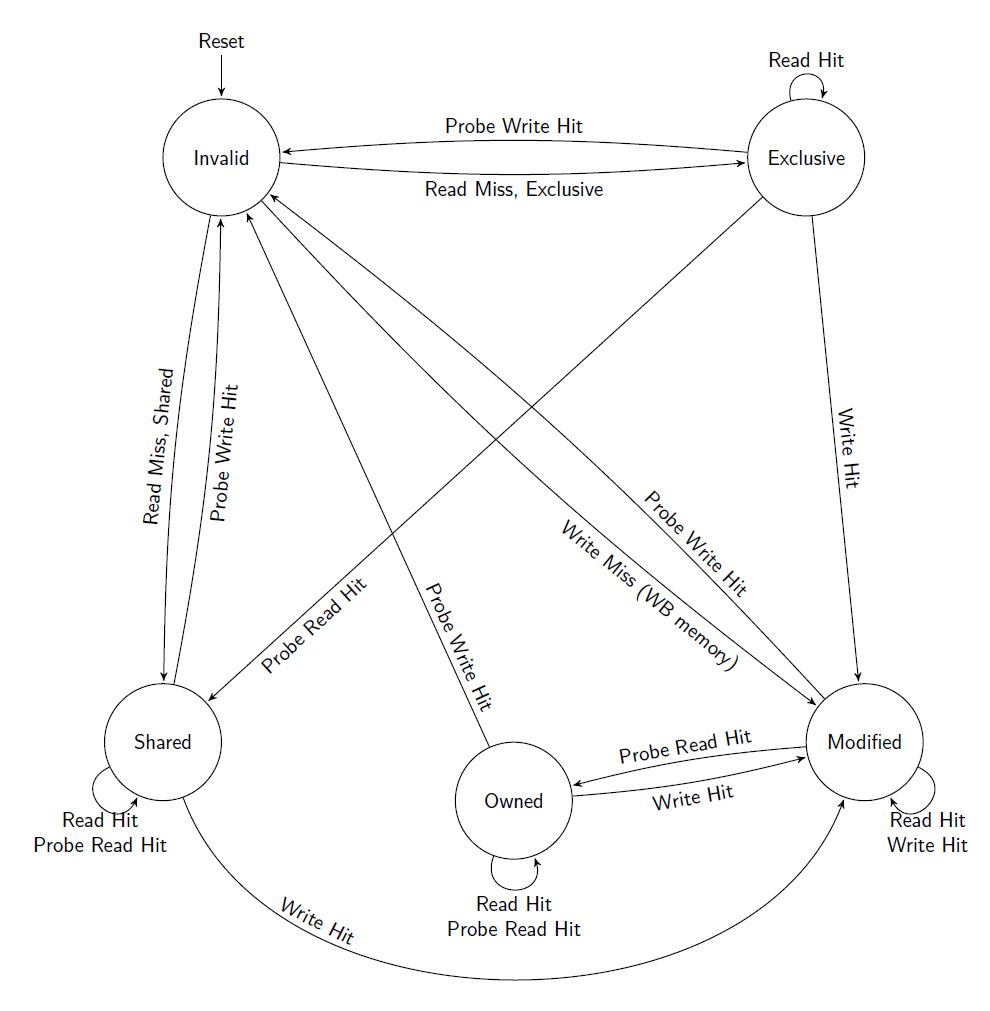 Reset
Read Hit
Probe Write Hit
Invalid
Exclusive
Read Miss, Exclusive
Read Miss, Shared
Probe Write Hit
Write Hit
Probe Write Hit
Write Miss (WB memory)
Probe Read Hit
Probe Write Hit
Shared
Probe Read Hit
Modified
Owned
Write Hit
Read Hit
Probe Read Hit
Read Hit
Write Hit
Read Hit
Probe Read Hit
Write Hit